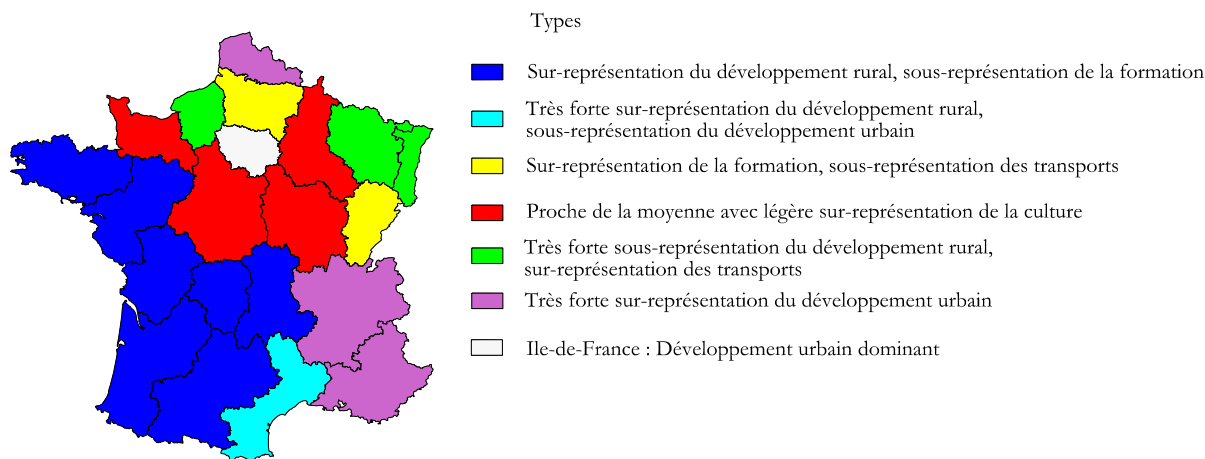 Types
Sur-représentation du développement rural, sous-représentation de la formation
Très forte sur-représentation du développement rural,
sous-représentation du développement urbain
Sur-représentation de la formation, sous-représentation des transports
Proche de la moyenne avec légère sur-représentation de la culture
Très forte sous-représentation du développement rural,
sur-représentation des transports
Très forte sur-représentation du développement urbain
Ile-de-France : Développement urbain dominant